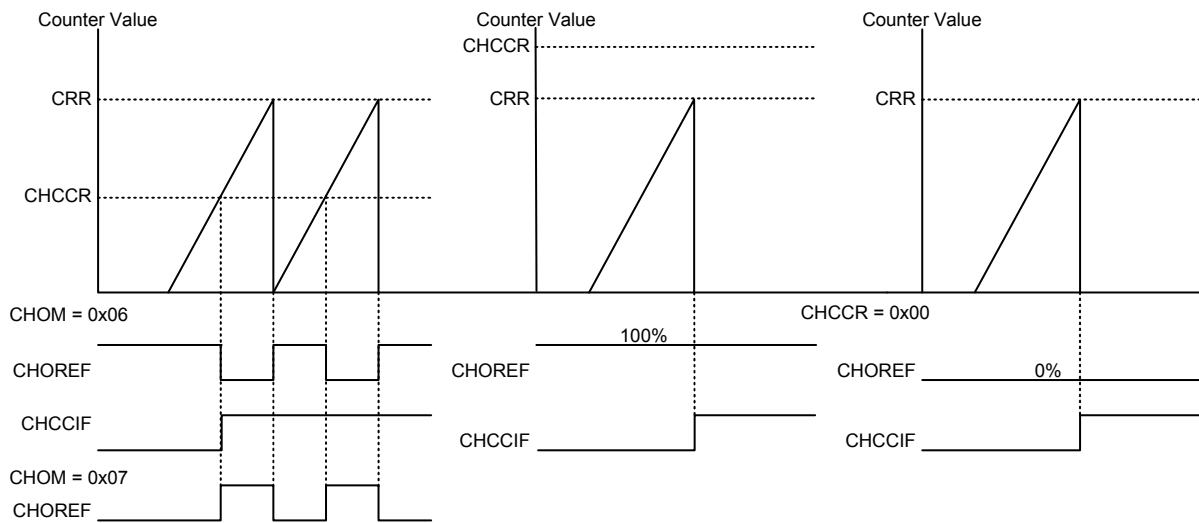 Counter Value
CRR
CHCCR
CHOM = 0x06
CHOREF
CHCCIF
CHOM = 0x07
CHOREF
Counter Value
CHCCR
CRR
100%
CHOREF
CHCCIF
Counter Value
CRR
CHCCR = 0x00
CHOREF
0%
CHCCIF